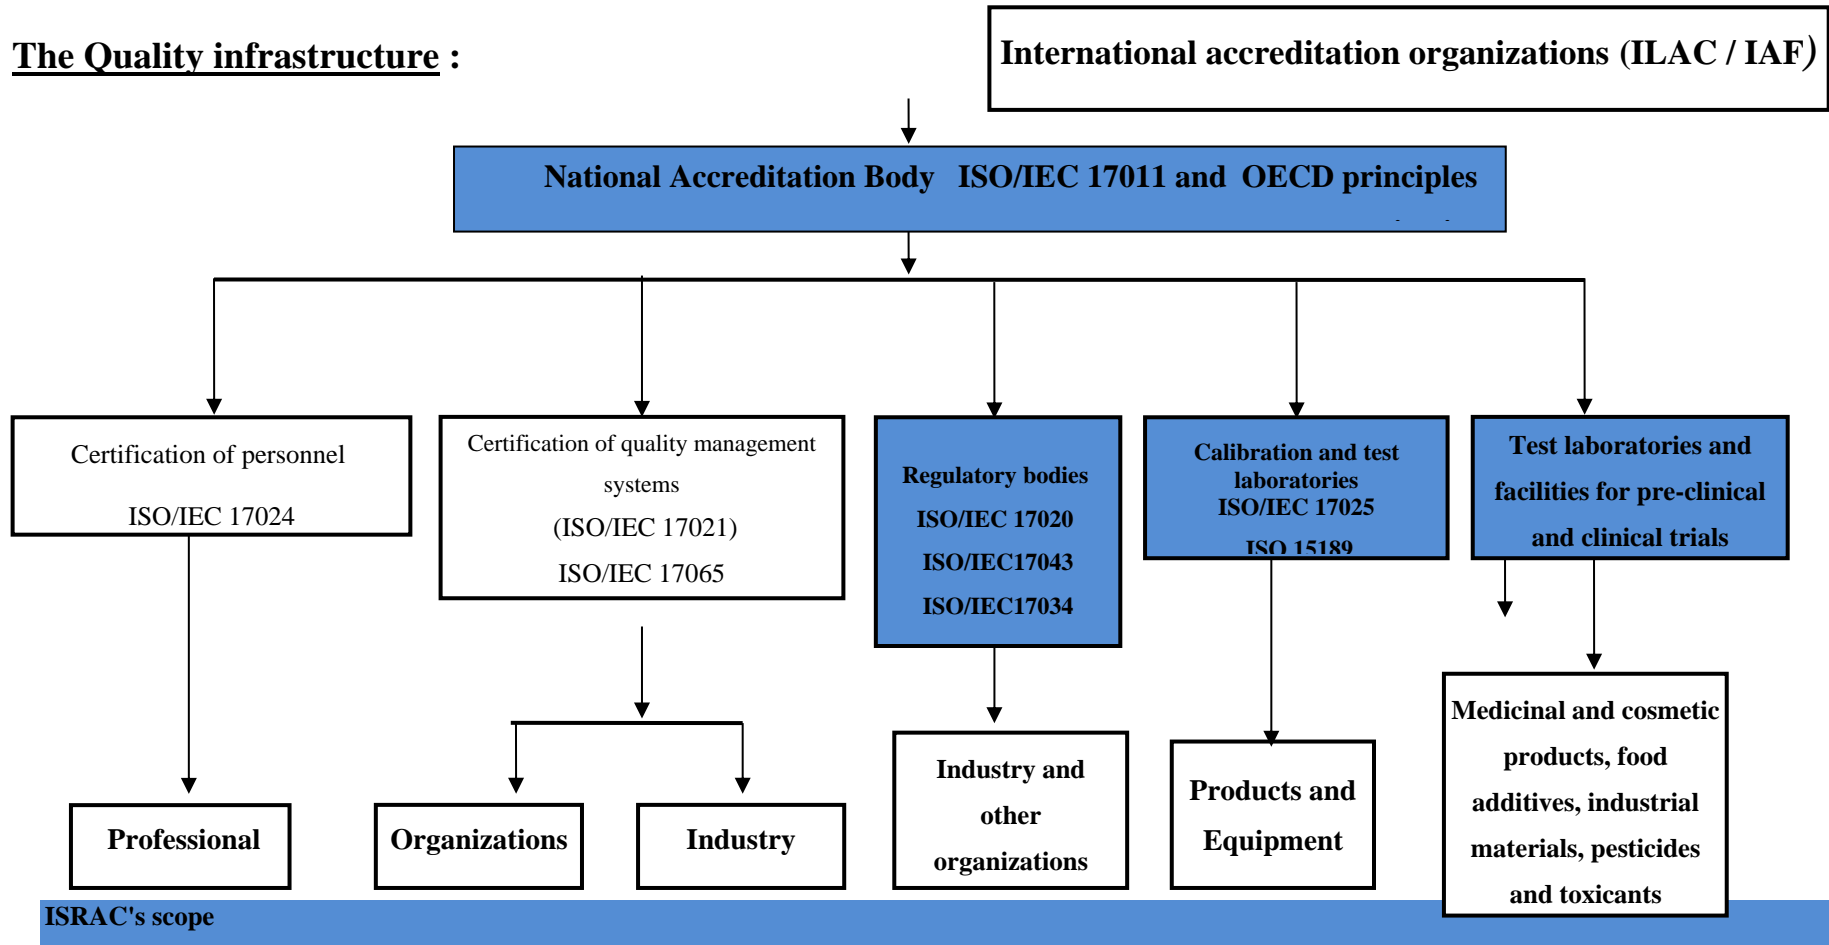 The Quality infrastructure :
International accreditation organizations (ILAC / IAF)
National Accreditation Body ISO/IEC 17011 and OECD principles
Certification of personnel
ISO/IEC 17024
Certification of quality management
systems
(ISO/IEC 17021)
ISO/IEC 17065
Regulatory bodies
ISO/IEC 17020
ISO/IEC17043
ISO/IEC17034
Calibration and test
laboratories
ISO/IEC 17025
ISO 15189
Test laboratories and
facilities for pre-clinical
and clinical trials
Professional
Organizations
Industry
Industry and
other
organizations
Products and
Equipment
Medicinal and cosmetic
products, food
additives, industrial
materials, pesticides
and toxicants
ISRAC's scope